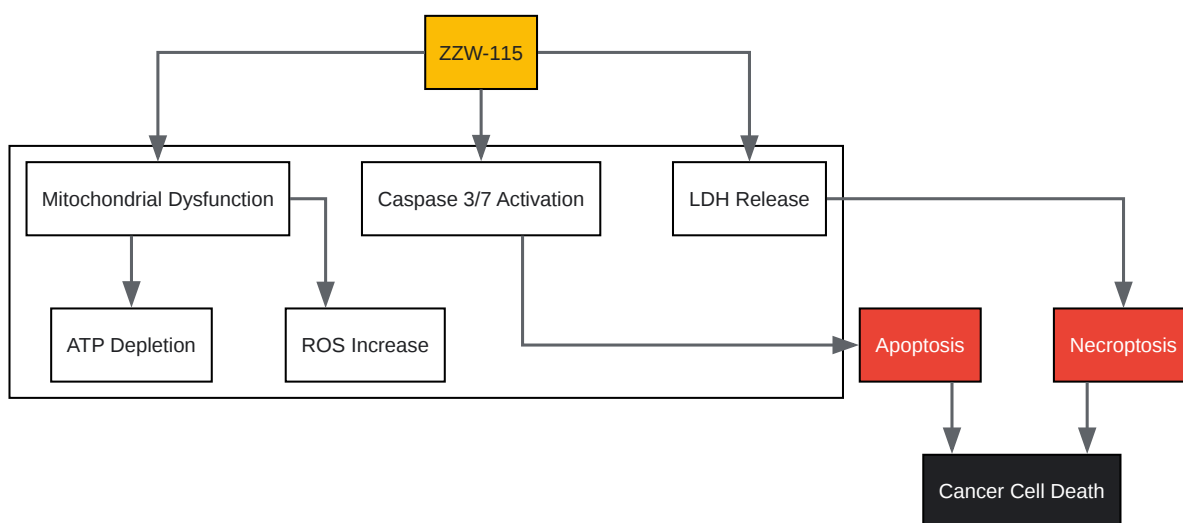 ZZW-115
Mitochondrial Dysfunction
Caspase 3/7 Activation
LDH Release
ATP Depletion
ROS Increase
Apoptosis
Necroptosis
Cancer Cell Death